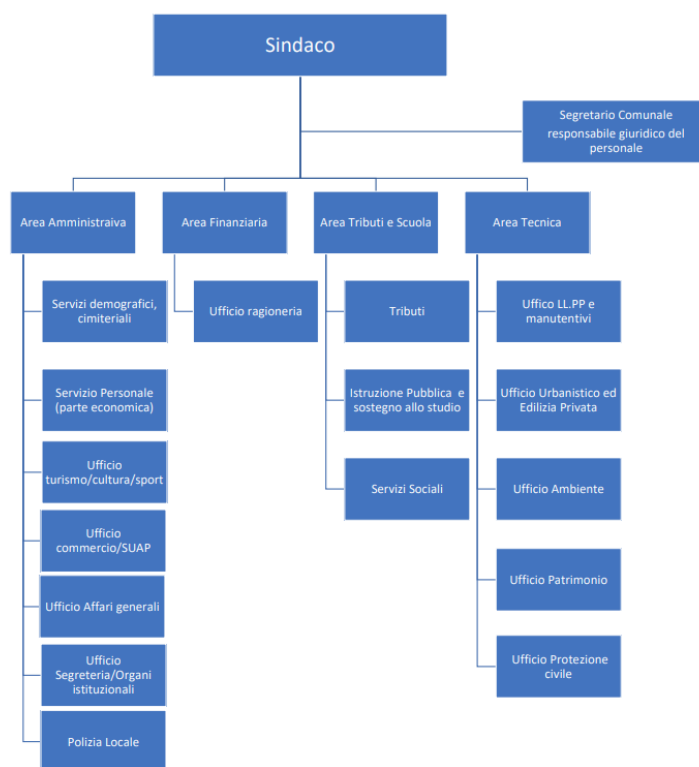 Sindaco
Segretario Comunale
responsabile giuridico del
personale
Area Amministraiva
Area Finanziaria
Area Tributi e Scuola
Area Tecnica
Servizi demografici,
cimiteriali
Servizio Personale
(parte economica)
Ufficio
turismo/cultura/sport
Ufficio
commercio/SUAP
Ufficio Affari generali
Ufficio
Segreteria/Organi
istituzionali
Polizia Locale
Ufficio ragioneria
Tributi
Istruzione Pubblica e
sostegno allo studio
Servizi Sociali
Uffico LL.PP e
manutentivi
Ufficio Urbanistico ed
Edilizia Privata
Ufficio Ambiente
Ufficio Patrimonio
Ufficio Protezione
civile